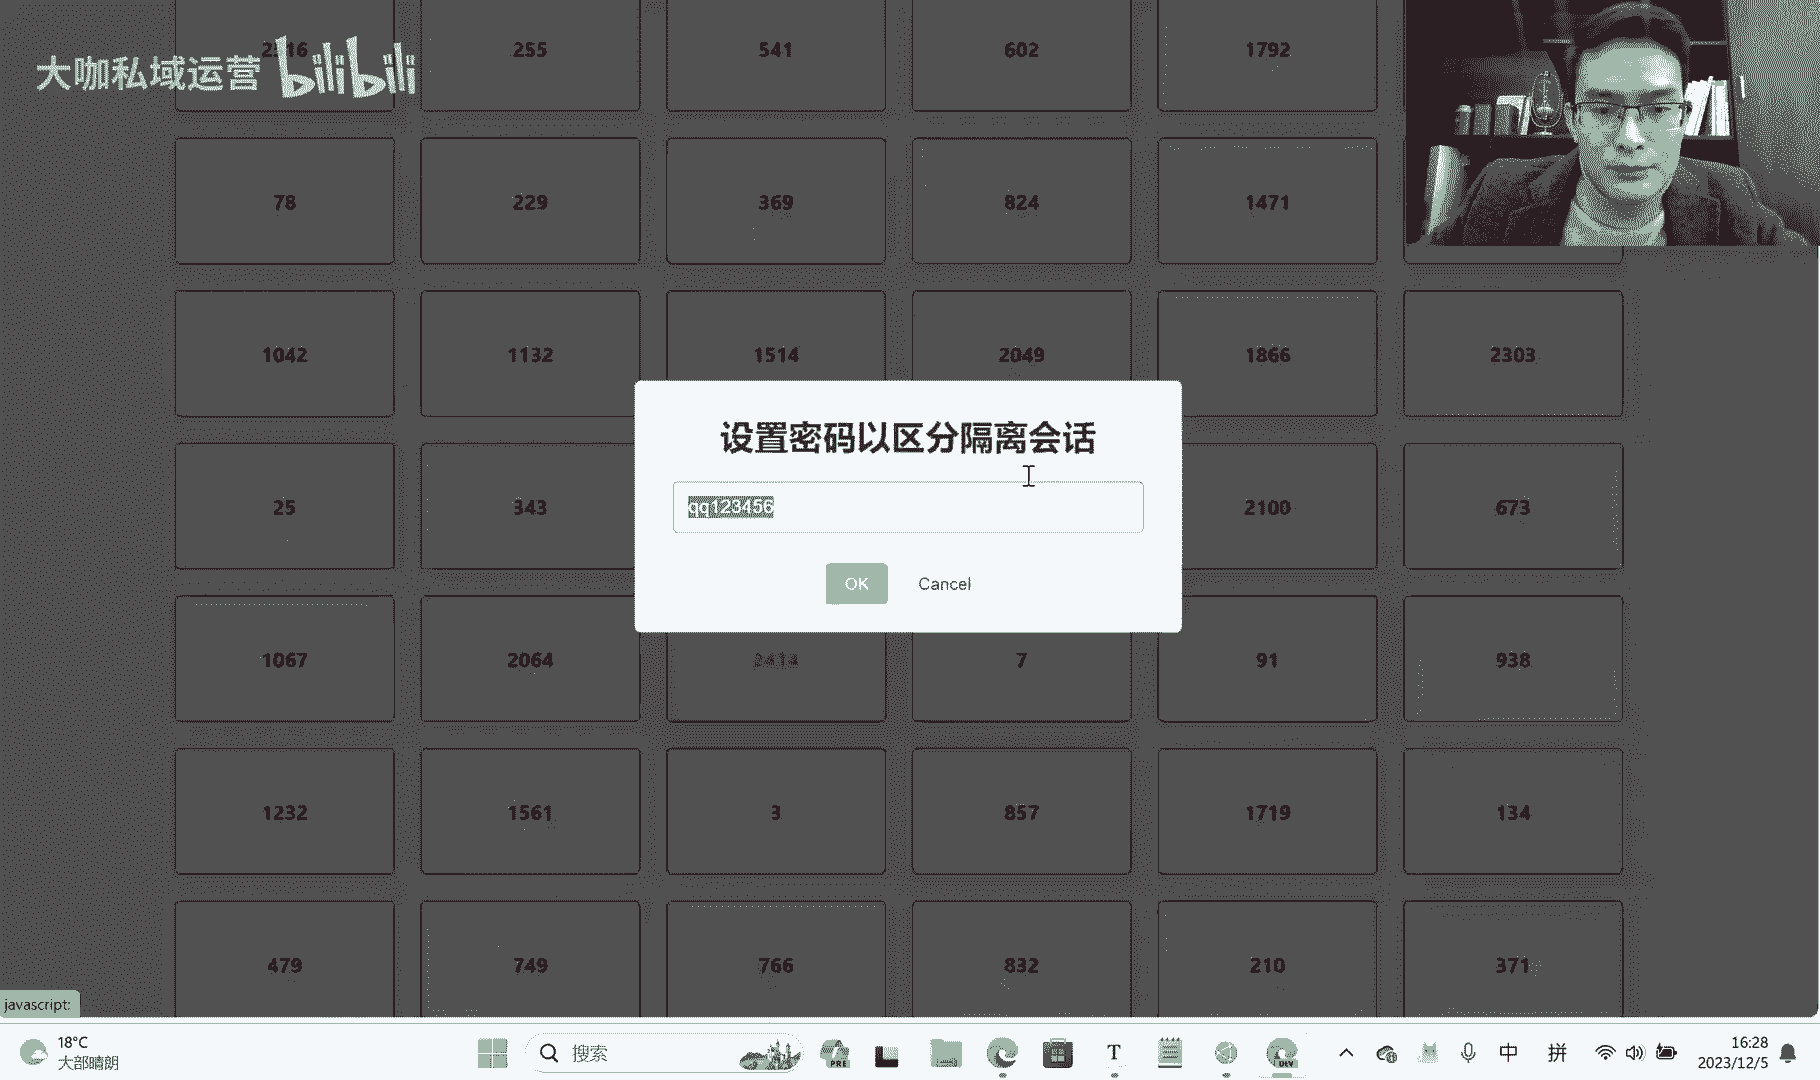 大咖私域运营 bilibili
255 541 602 1792
78 229 369 824 1471
1042 1132 1514 2049 1866 2303
设置密码以区分隔离会话
25 343 qq123456 2100 673
OK Cancel
1067 2064 2414 7 91 938
1232 1561 3 857 1719 134
479 749 766 832 210 371
javascript:
18°C
大部晴朗
搜索
PRE
T
DEV
中
拼
16:28
2023/12/5